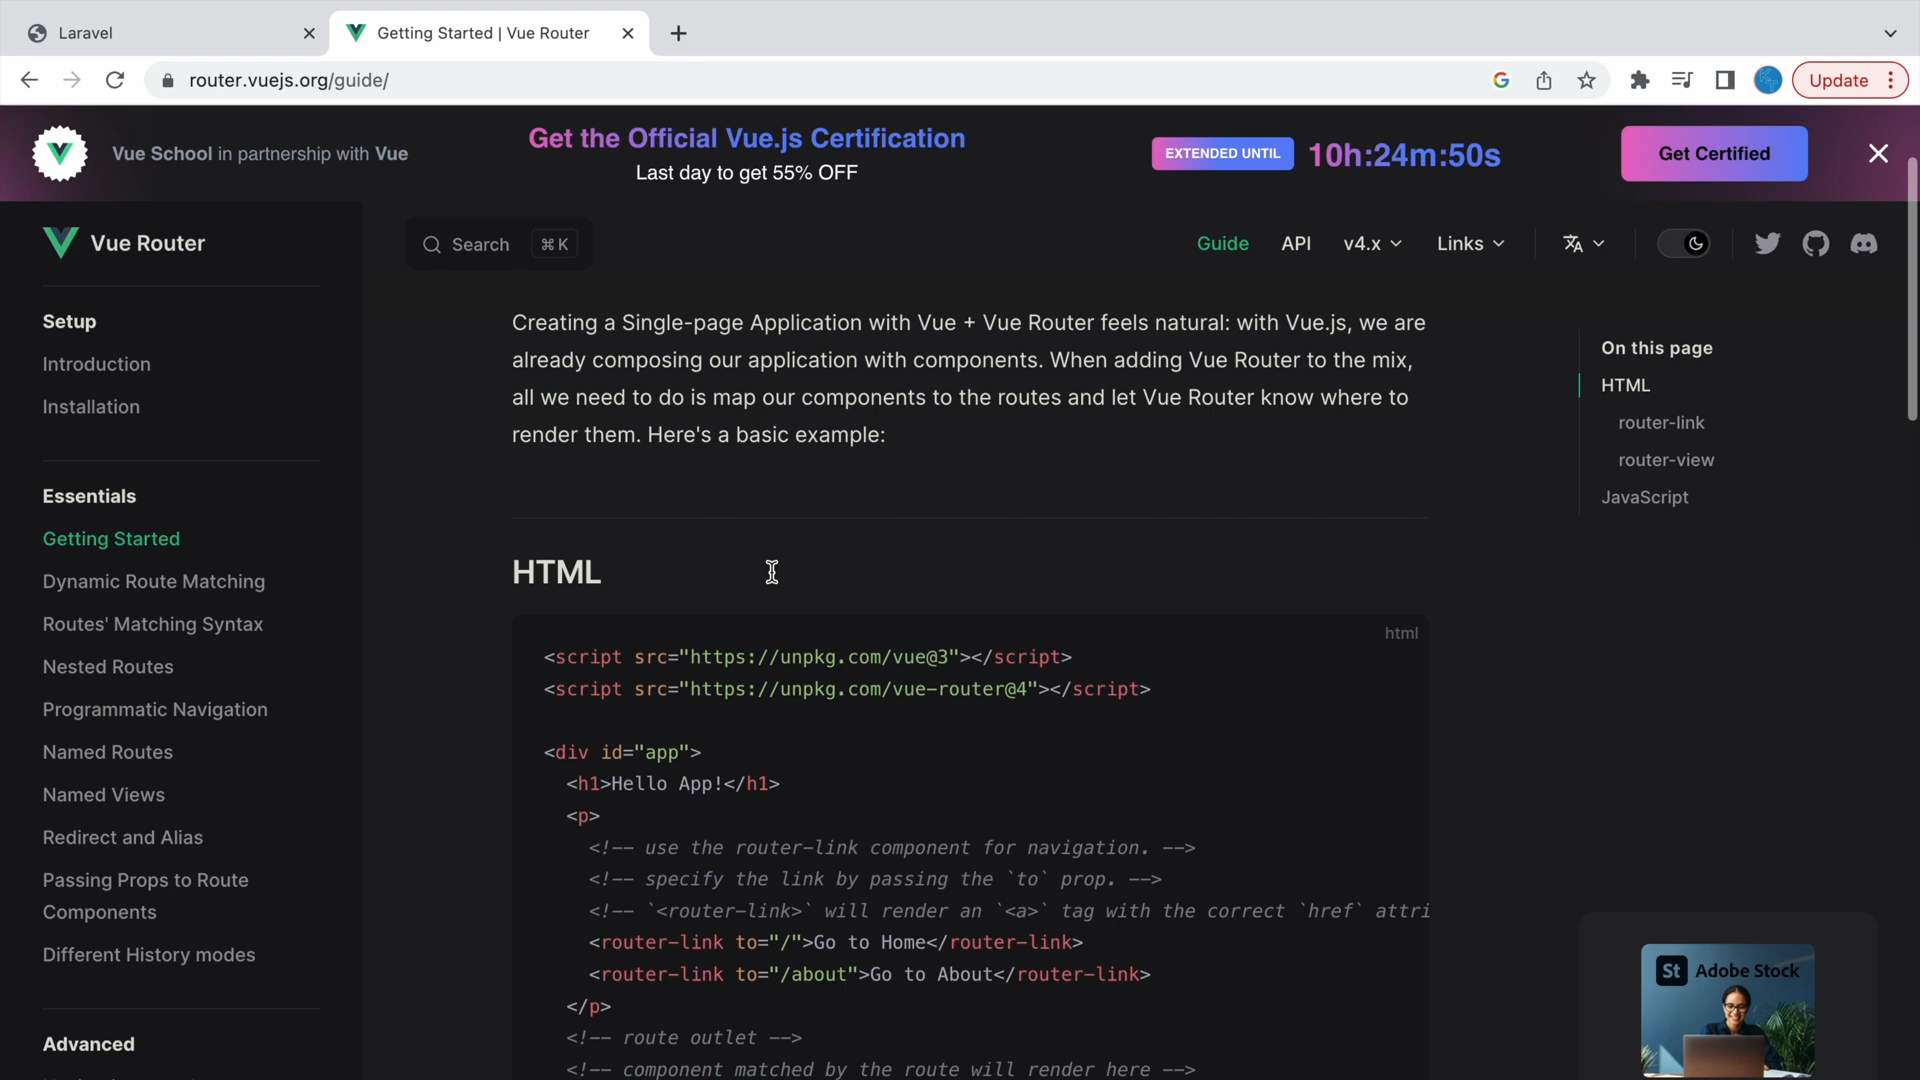 Laravel
Getting Started | Vue Router
router.vuejs.org/guide/
Update
Vue School in partnership with Vue
Get the Official Vue.js Certification
Last day to get 55% OFF
EXTENDED UNTIL
10h:24m:50s
Get Certified
Vue Router
Search ⌘ K
Guide
API
v4.x
Links
Setup
Introduction
Installation
Essentials
Getting Started
Dynamic Route Matching
Routes' Matching Syntax
Nested Routes
Programmatic Navigation
Named Routes
Named Views
Redirect and Alias
Passing Props to Route
Components
Different History modes
Advanced
Creating a Single-page Application with Vue + Vue Router feels natural: with Vue.js, we are
already composing our application with components. When adding Vue Router to the mix,
all we need to do is map our components to the routes and let Vue Router know where to
render them. Here's a basic example:
HTML
html
<script src="https://unpkg.com/vue@3"></script>
<script src="https://unpkg.com/vue-router@4"></script>
<div id="app">
<h1>Hello App!</h1>
<p>
<!-- use the router-link component for navigation. -->
<!-- specify the link by passing the `to` prop. -->
<!-- `<router-link>` will render an `<a>` tag with the correct `href` attri
<router-link to="/">Go to Home</router-link>
<router-link to="/about">Go to About</router-link>
</p>
<!-- route outlet -->
<!-- component matched by the route will render here -->
On this page
HTML
router-link
router-view
JavaScript
St Adobe Stock